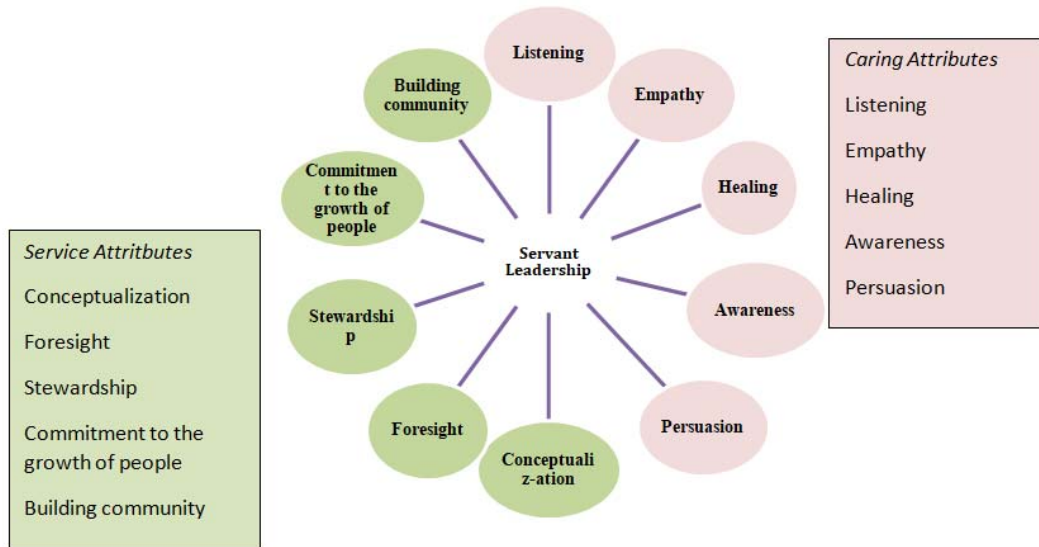 Listening
Empathy
Healing
Awareness
Persuasion
Conceptuali
z-ation
Foresight
Stewardshi
p
Commitmen
t to the
growth of
people
Building
community
Servant
Leadership
Service Attritbutes
Conceptualization
Foresight
Stewardship
Commitment to the
growth of people
Building community
Caring Attributes
Listening
Empathy
Healing
Awareness
Persuasion